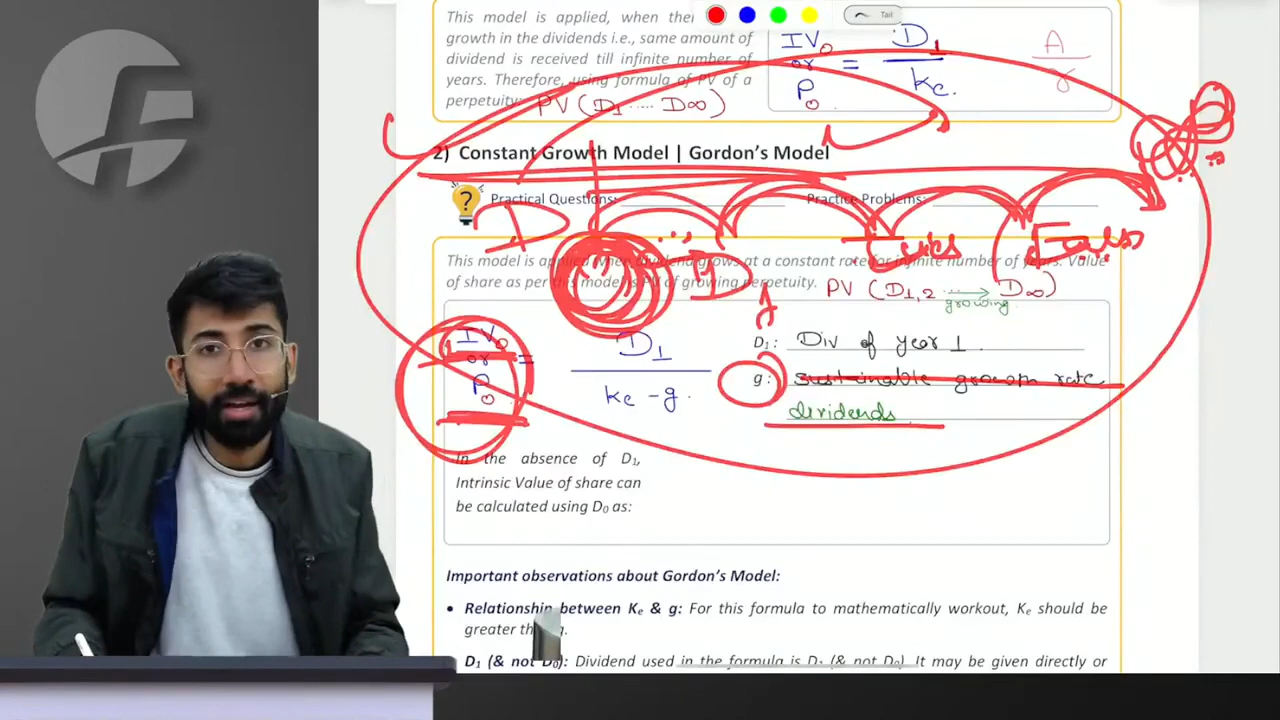 This model is applied, when ther
growth in the dividends i.e., same amount of
dividend is received till infinite number of
years. Therefore, using formula of PV of a
perpetuity: PV (D1 ..... D∞)
Tail
IV0
or
P0
= D1
ke.
A
r
2) Constant Growth Model | Gordon's Model
Practical Questions:
Practice Problems:
This model is applied when dividend grows at a constant rate for infinite number of years. Value
of share as per this model is PV of growing perpetuity.
PV (D1,2 ...→ D∞)
growing
IV0
or
P0
= D1
ke - g.
D1: Div of year 1.
g: sustainable growth rate
dividends
In the absence of D1,
Intrinsic Value of share can
be calculated using D0 as:
Important observations about Gordon's Model:
• Relationship between Ke & g: For this formula to mathematically workout, Ke should be
greater th g.
D1 (& not D0): Dividend used in the formula is D1 (& not D0). It may be given directly or